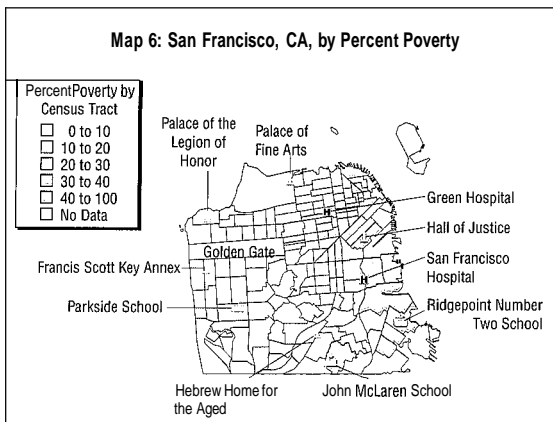 Map 6: San Francisco, CA, by Percent Poverty
PercentPoverty by
Census Tract
0 to 10
10 to 20
20 to 30
30 to 40
40 to 100
No Data
Palace of the
Legion of
Honor
Palace of
Fine Arts
H
Green Hospital
Hall of Justice
Golden Gate
San Francisco
Hospital
H
Francis Scott Key Annex
Parkside School
Ridgepoint Number
Two School
Hebrew Home for
the Aged
John McLaren School